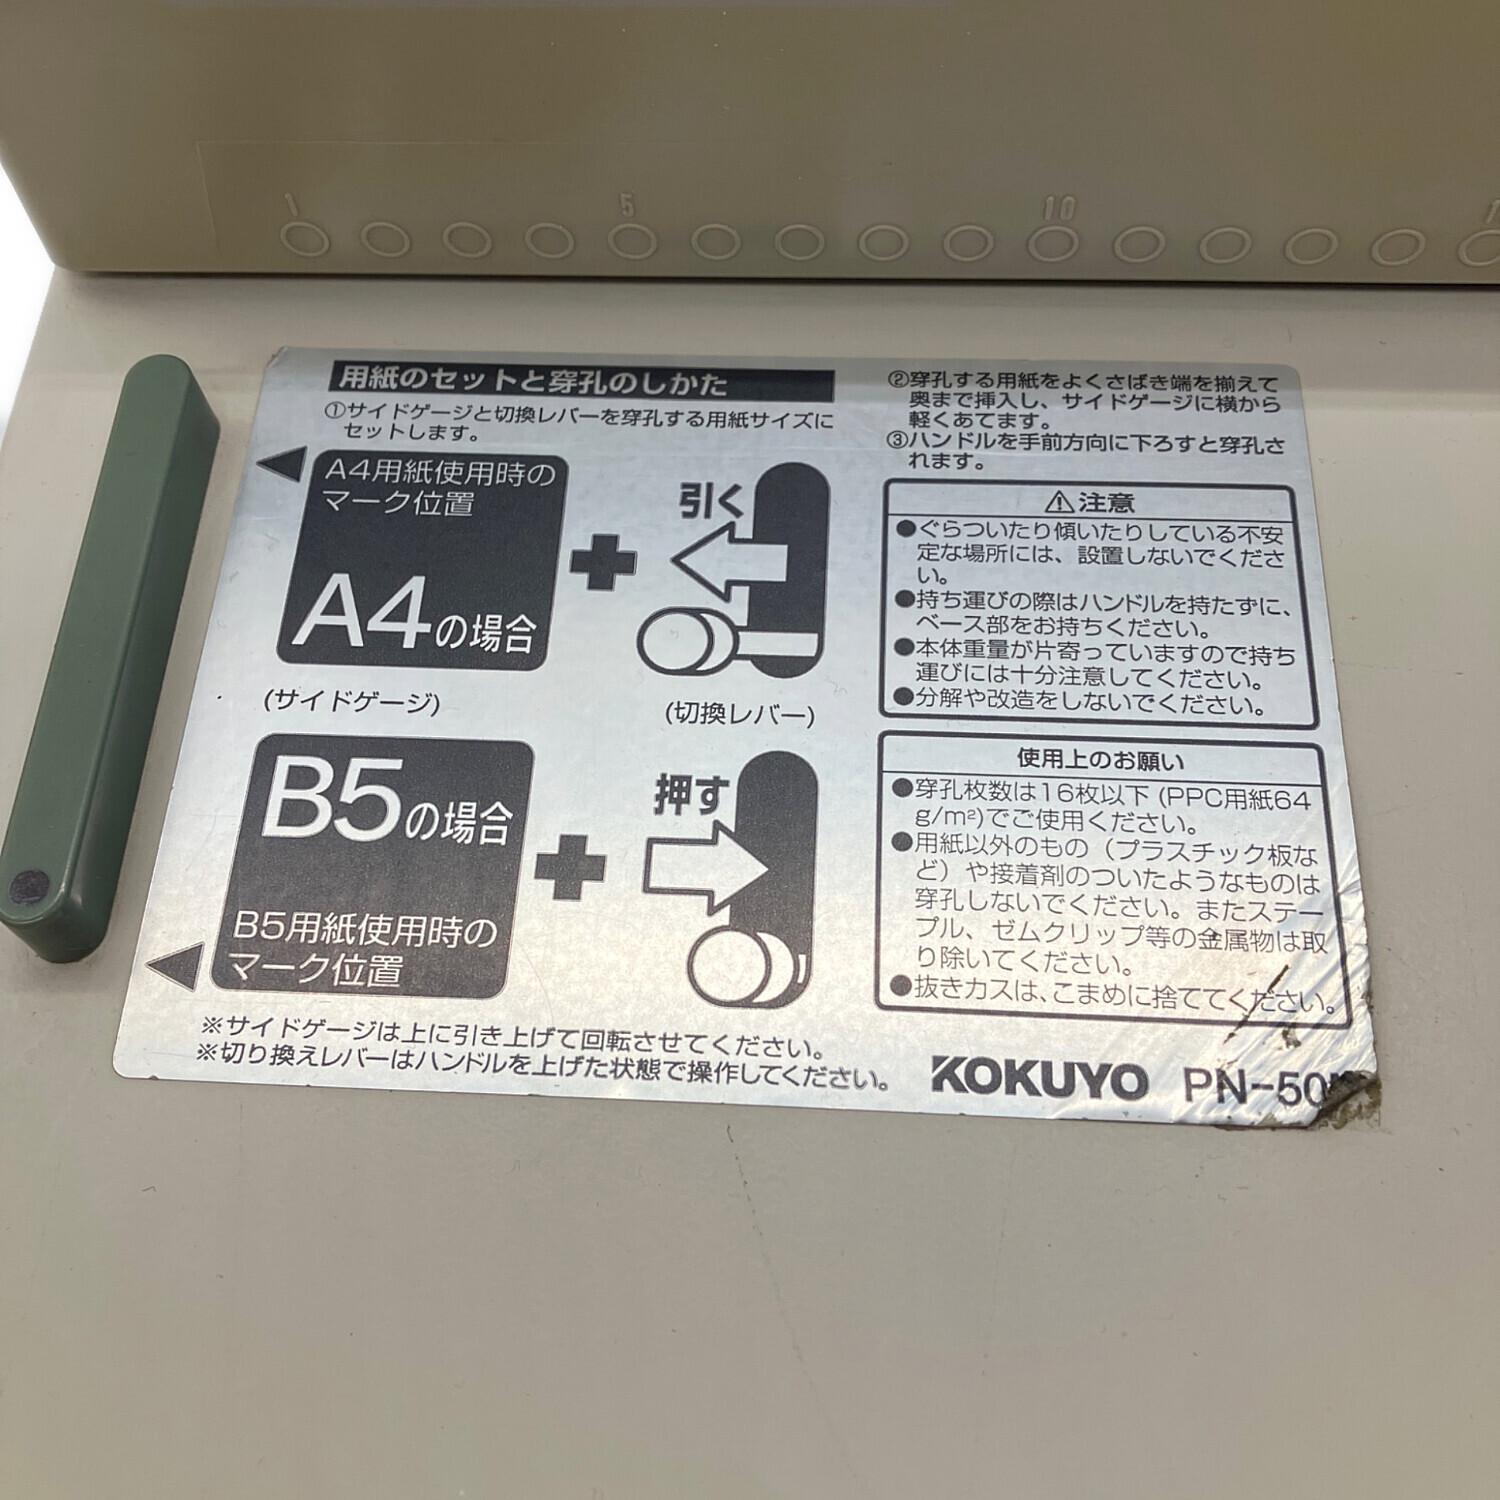 1 5 10
用紙のセットと穿孔のしかた
①サイドゲージと切換レバーを穿孔する用紙サイズに
セットします。
A4用紙使用時の
マーク位置
A4の場合
引く
(サイドゲージ)
(切換レバー)
B5の場合
押す
B5用紙使用時の
マーク位置
※サイドゲージは上に引き上げて回転させてください。
※切り換えレバーはハンドルを上げた状態で操作してください。
②穿孔する用紙をよくさばき端を揃えて
奥まで挿入し、サイドゲージに横から
軽くあてます。
③ハンドルを手前方向に下ろすと穿孔さ
れます。
⚠注意
●ぐらついたり傾いたりしている不安
定な場所には、設置しないでくださ
い。
●持ち運びの際はハンドルを持たずに、
ベース部をお持ちください。
●本体重量が片寄っていますので持ち
運びには十分注意してください。
●分解や改造をしないでください。
使用上のお願い
●穿孔枚数は16枚以下 (PPC用紙64
g/m²)でご使用ください。
●用紙以外のもの（プラスチック板な
ど）や接着剤のついたようなものは
穿孔しないでください。またステー
プル、ゼムクリップ等の金属物は取
り除いてください。
●抜きカスは、こまめに捨ててください。
KOKUYO PN-50